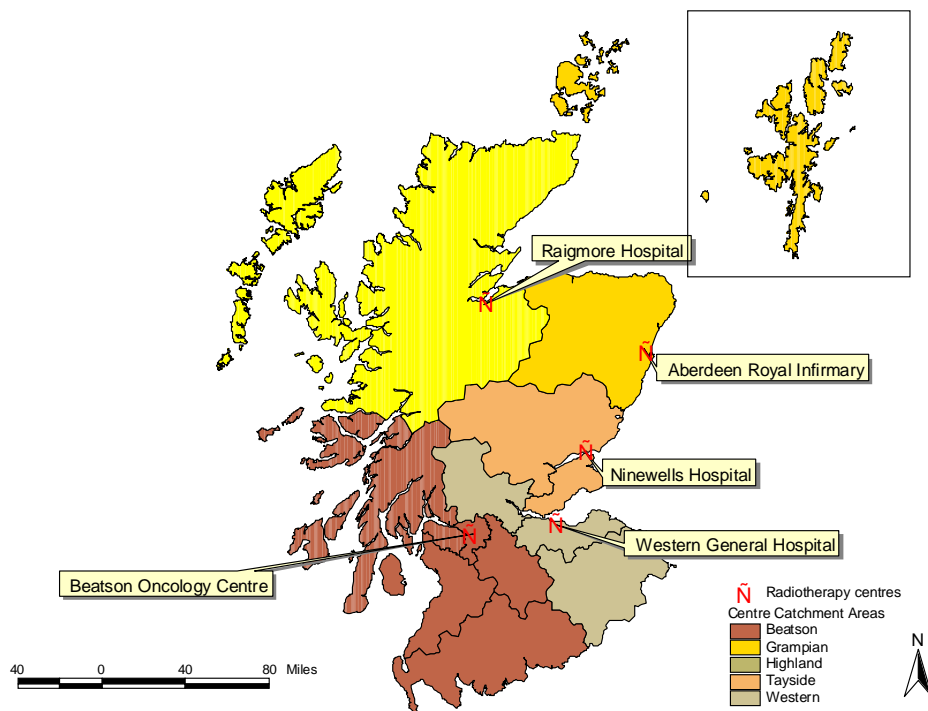 Raigmore Hospital
Ñ
Ñ
Aberdeen Royal Infirmary
Ñ
Ninewells Hospital
Ñ
Ñ
Western General Hospital
Beatson Oncology Centre
Ñ Radiotherapy centres
Centre Catchment Areas
Beatson
Grampian
Highland
Tayside
Western
N
40 0 40 80 Miles